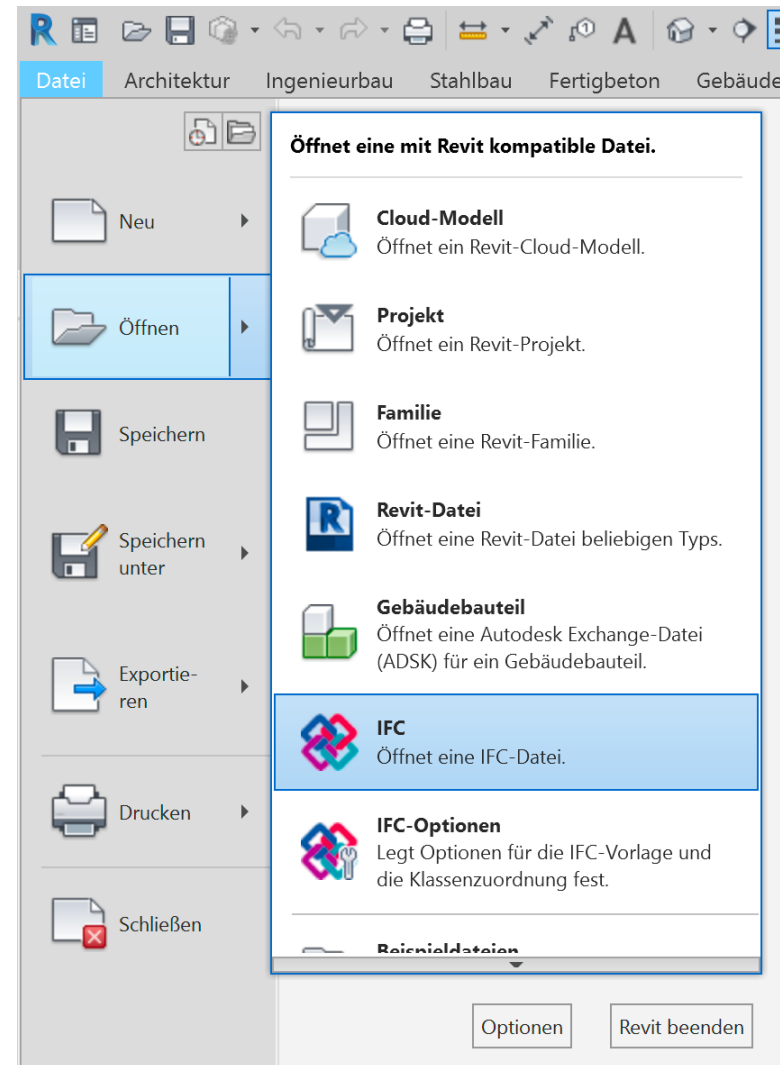 Datei Architektur Ingenieurbau Stahlbau Fertigbeton Gebäude
Öffnet eine mit Revit kompatible Datei.
Neu
Öffnen
Speichern
Speichern
unter
Exportie-
ren
Drucken
Schließen
Cloud-Modell
Öffnet ein Revit-Cloud-Modell.
Projekt
Öffnet ein Revit-Projekt.
Familie
Öffnet eine Revit-Familie.
Revit-Datei
Öffnet eine Revit-Datei beliebigen Typs.
Gebäudebauteil
Öffnet eine Autodesk Exchange-Datei
(ADSK) für ein Gebäudebauteil.
IFC
Öffnet eine IFC-Datei.
IFC-Optionen
Legt Optionen für die IFC-Vorlage und
die Klassenzuordnung fest.
Beispieldateien
Optionen Revit beenden